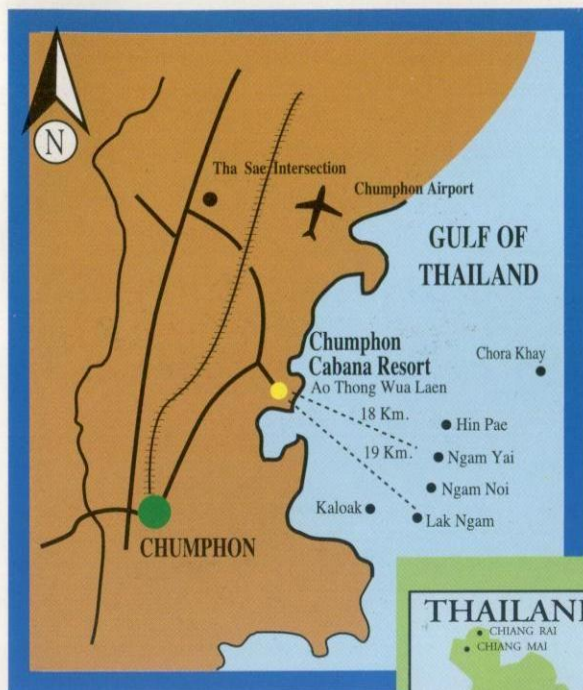 N
Tha Sae Intersection
Chumphon Airport
GULF OF
THAILAND
Chumphon
Cabana Resort
Ao Thong Wua Laen
Chora Khay
18 Km.
Hin Pae
19 Km.
Ngam Yai
Ngam Noi
Kaloak
Lak Ngam
CHUMPHON
THAILAN
CHIANG RAI
CHIANG MAI